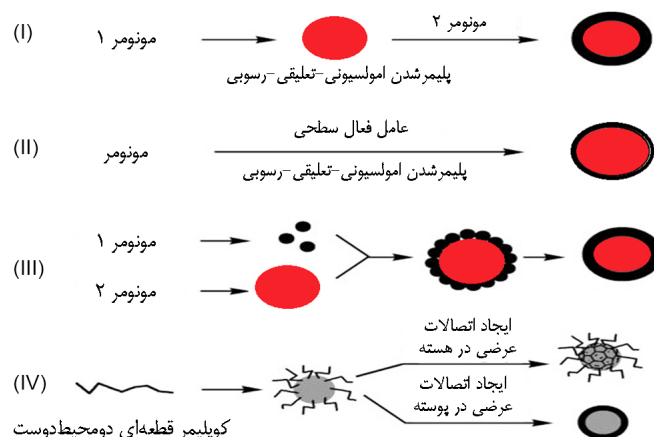 (I)
مونومر ۱
مونومر ۲
پلیمرشدن امولسیونی-تعلیقی-رسوبی
(II)
مونومر
عامل فعال سطحی
پلیمرشدن امولسیونی-تعلیقی-رسوبی
(III)
مونومر ۱
مونومر ۲
(IV)
کوپلیمر قطعه‌ای دومحیط‌دوست
ایجاد اتصالات
عرضی در هسته
ایجاد اتصالات
عرضی در پوسته